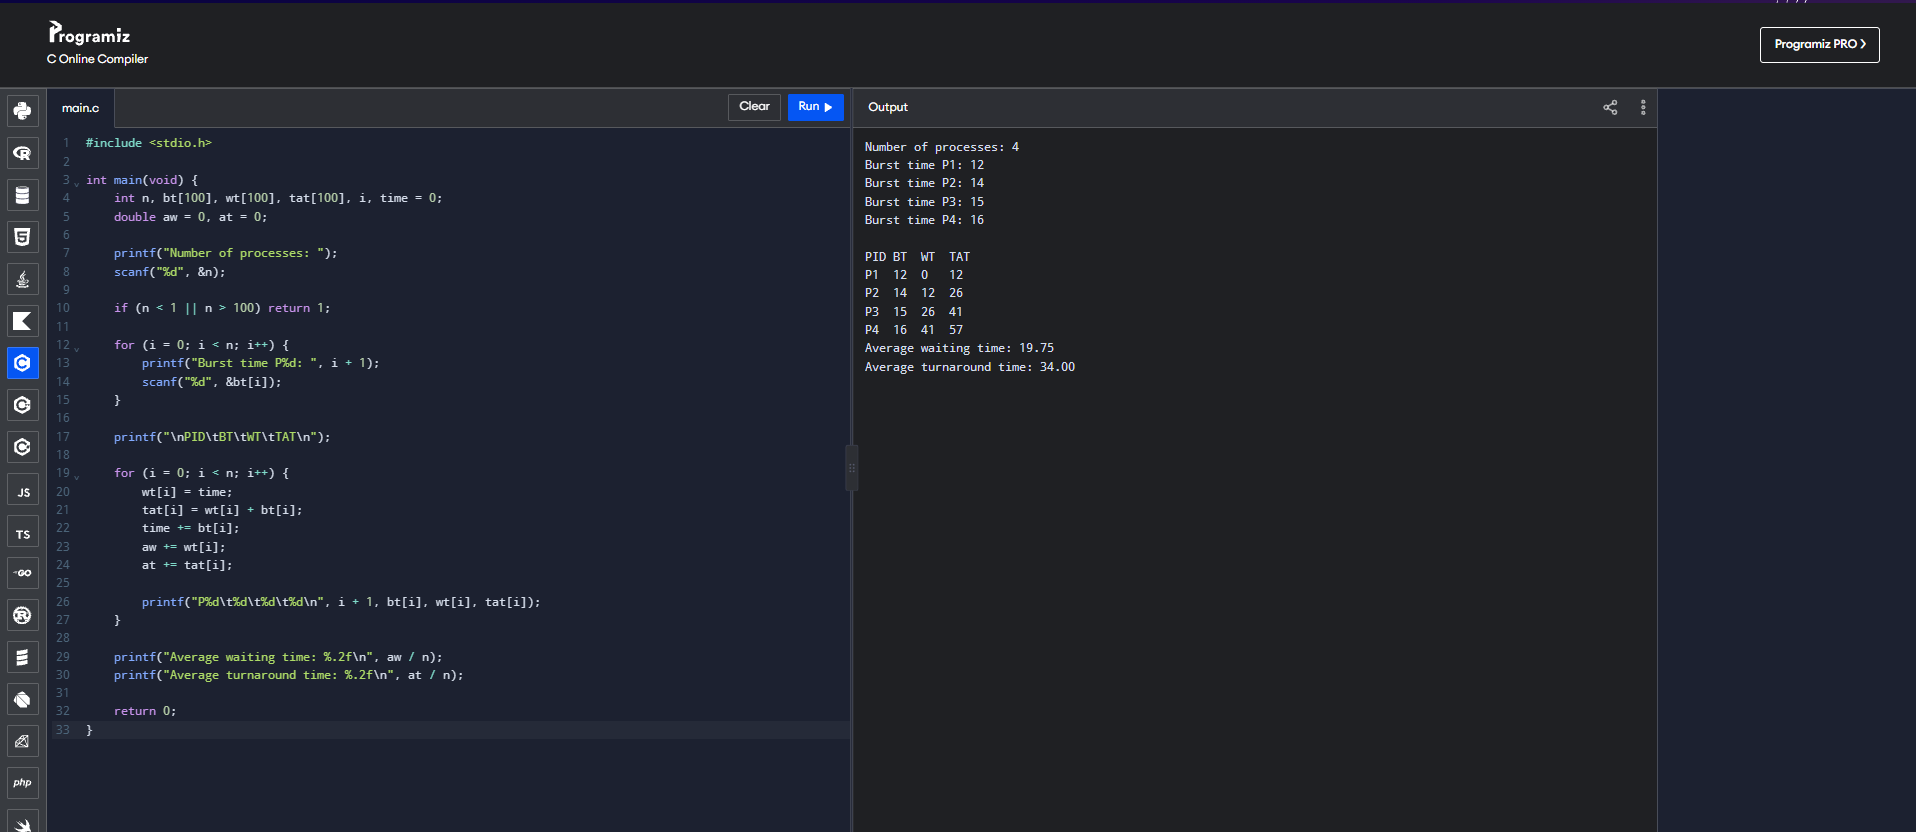 Programiz
C Online Compiler
Programiz PRO
main.c
Clear
Run
Output
1 #include <stdio.h>
2
3 int main(void) {
4     int n, bt[100], wt[100], tat[100], i, time = 0;
5     double aw = 0, at = 0;
6
7     printf("Number of processes: ");
8     scanf("%d", &n);
9
10     if (n < 1 || n > 100) return 1;
11
12     for (i = 0; i < n; i++) {
13         printf("Burst time P%d: ", i + 1);
14         scanf("%d", &bt[i]);
15     }
16
17     printf("\nPID\tBT\tWT\tTAT\n");
18
19     for (i = 0; i < n; i++) {
20         wt[i] = time;
21         tat[i] = wt[i] + bt[i];
22         time += bt[i];
23         aw += wt[i];
24         at += tat[i];
25
26         printf("P%d\t%d\t%d\t%d\n", i + 1, bt[i], wt[i], tat[i]);
27     }
28
29     printf("Average waiting time: %.2f\n", aw / n);
30     printf("Average turnaround time: %.2f\n", at / n);
31
32     return 0;
33 }
Number of processes: 4
Burst time P1: 12
Burst time P2: 14
Burst time P3: 15
Burst time P4: 16
PID BT WT TAT
P1 12 0 12
P2 14 12 26
P3 15 26 41
P4 16 41 57
Average waiting time: 19.75
Average turnaround time: 34.00
R
5
C
C
C
JS
TS
GO
R
php